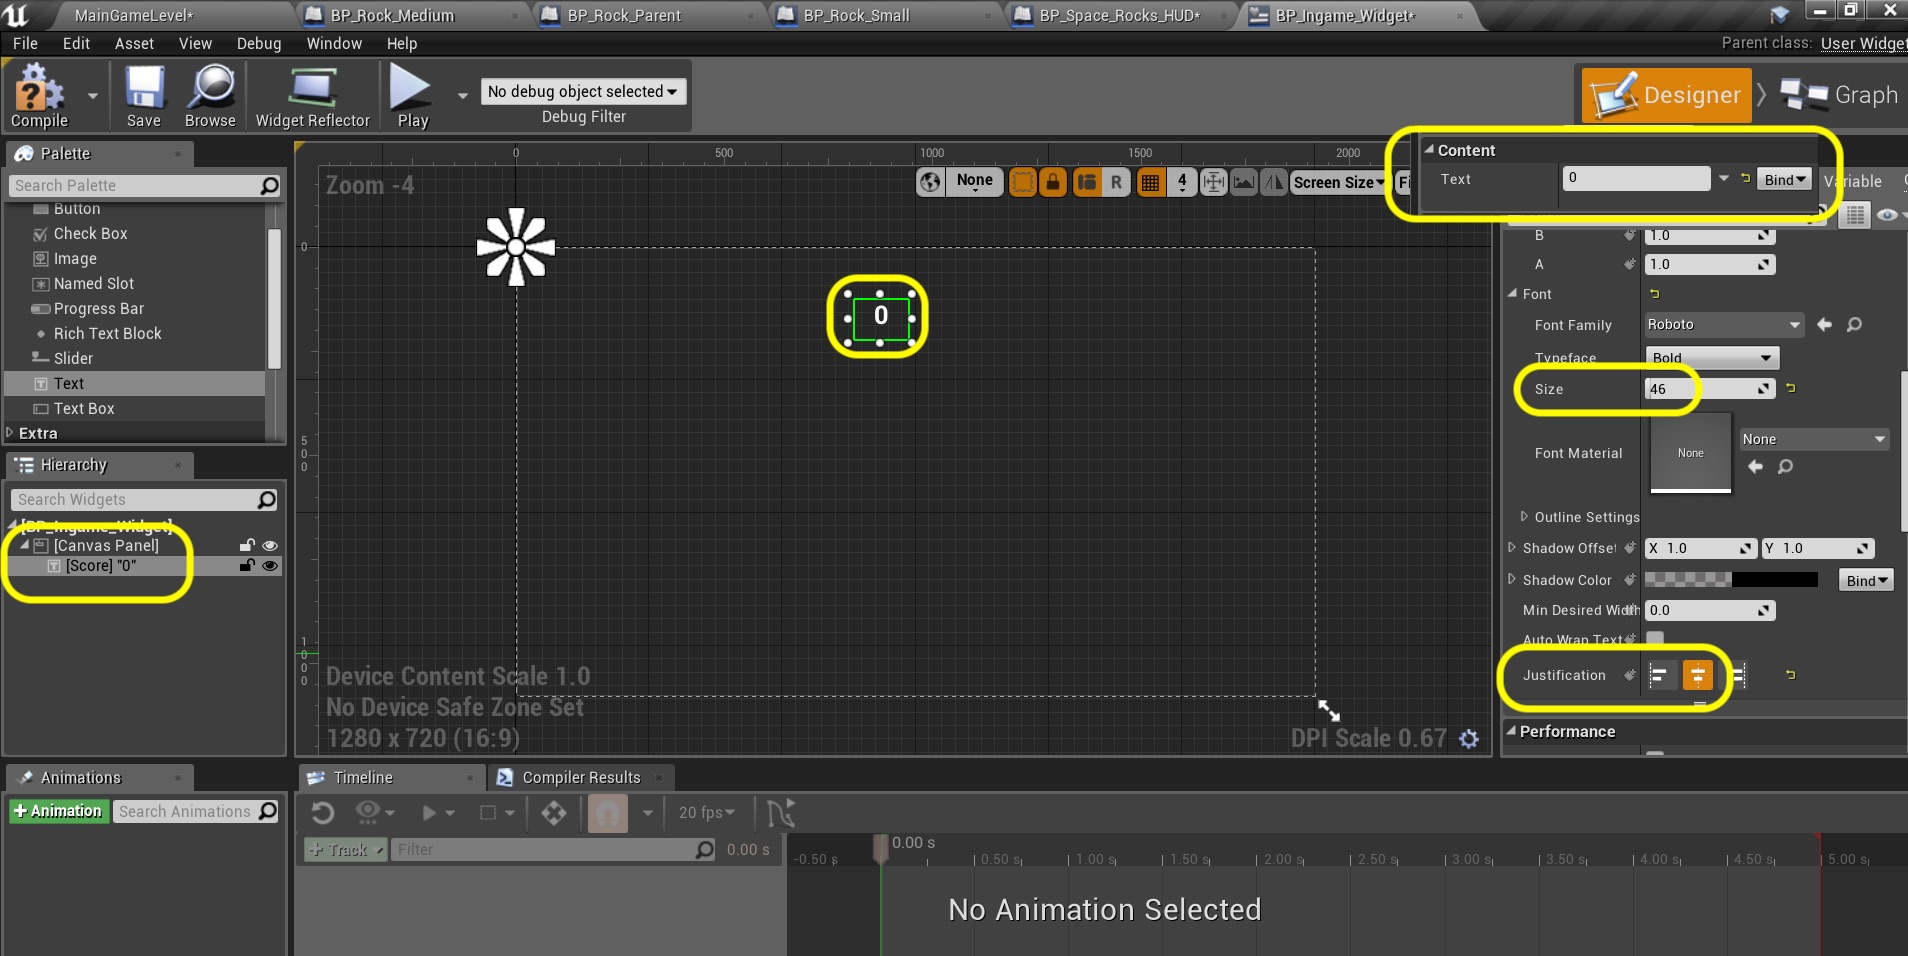 MainGameLevel*
BP_Rock_Medium
BP_Rock_Parent
BP_Rock_Small
BP_Space_Rocks_HUD*
BP_Ingame_Widget*
File Edit Asset View Debug Window Help
Parent class: User Widget
Compile
Save
Browse
Widget Reflector
Play
No debug object selected
Debug Filter
Designer
Graph
Palette
Search Palette
Button
Check Box
Image
Named Slot
Progress Bar
Rich Text Block
Slider
Text
Text Box
Extra
Hierarchy
Search Widgets
[BP_Ingame_Widget]
[Canvas Panel]
[Score] "0"
Animations
+ Animation
Search Animations
0 500 1000 1500 2000
Zoom -4
None
R
4
Screen Size
Fi
0
0
500
1000
Device Content Scale 1.0
No Device Safe Zone Set
1280 x 720 (16:9)
DPI Scale 0.67
Content
Text 0 Bind
Variable
B 1.0
A 1.0
Font
Font Family Roboto
Typeface Bold
Size 46
Font Material None None
Outline Settings
Shadow Offset X 1.0 Y 1.0
Shadow Color Bind
Min Desired Width 0.0
Auto Wrap Text
Justification
Performance
Timeline
Compiler Results
20 fps
+ Track
Filter
0.00 s
0.00 s
-0.50 s 0.50 s 1.00 s 1.50 s 2.00 s 2.50 s 3.00 s 3.50 s 4.00 s 4.50 s 5.00 s
No Animation Selected